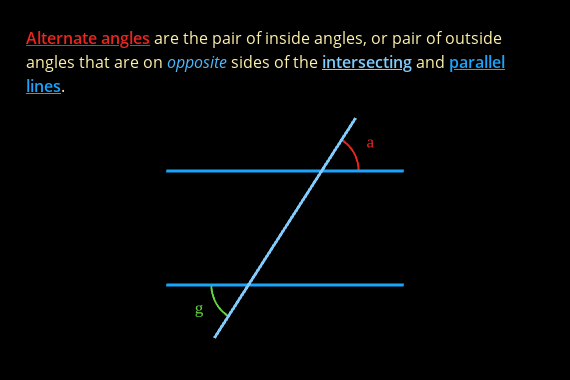 Alternate angles are the pair of inside angles, or pair of outside
angles that are on opposite sides of the intersecting and parallel
lines.
a
g